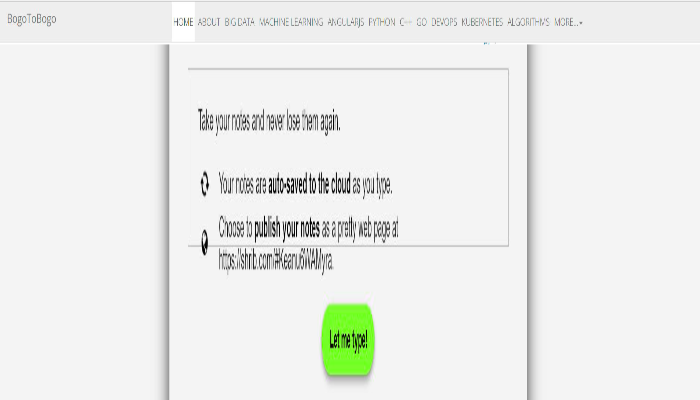 BogoToBogo
HOME ABOUT BIG DATA MACHINE LEARNING ANGULARJS PYTHON C++ GO DEVOPS KUBERNETES ALGORITHMS MORE...
Take your notes and never lose them again.
Your notes are auto-saved to the cloud as you type.
Choose to publish your notes as a pretty web page at
https://shrib.com/#Keanu6WAMyra.
Let me type!